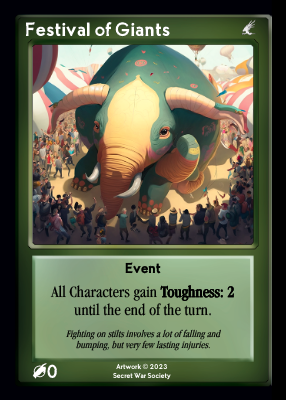 Festival of Giants
Event
All Characters gain Toughness: 2
until the end of the turn.
Fighting on stilts involves a lot of falling and
bumping, but very few lasting injuries.
0
Artwork © 2023
Secret War Society